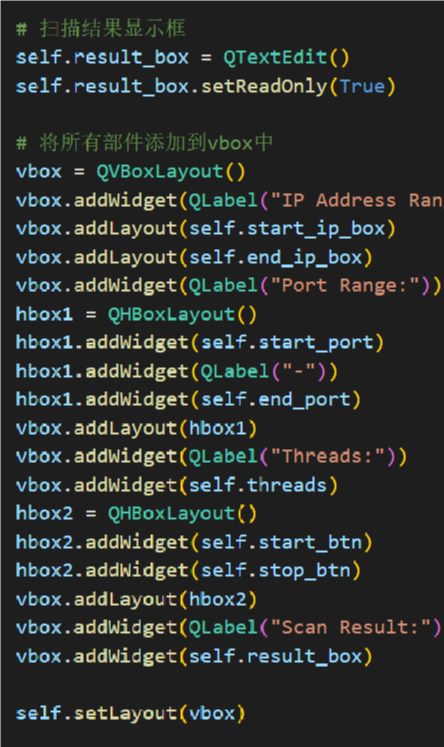 # 扫描结果显示框
self.result_box = QTextEdit()
self.result_box.setReadOnly(True)
# 将所有部件添加到vbox中
vbox = QVBoxLayout()
vbox.addWidget(QLabel("IP Address Ran
vbox.addLayout(self.start_ip_box)
vbox.addLayout(self.end_ip_box)
vbox.addWidget(QLabel("Port Range:"))
hbox1 = QHBoxLayout()
hbox1.addWidget(self.start_port)
hbox1.addWidget(QLabel("-"))
hbox1.addWidget(self.end_port)
vbox.addLayout(hbox1)
vbox.addWidget(QLabel("Threads:"))
vbox.addWidget(self.threads)
hbox2 = QHBoxLayout()
hbox2.addWidget(self.start_btn)
hbox2.addWidget(self.stop_btn)
vbox.addLayout(hbox2)
vbox.addWidget(QLabel("Scan Result:")
vbox.addWidget(self.result_box)
self.setLayout(vbox)